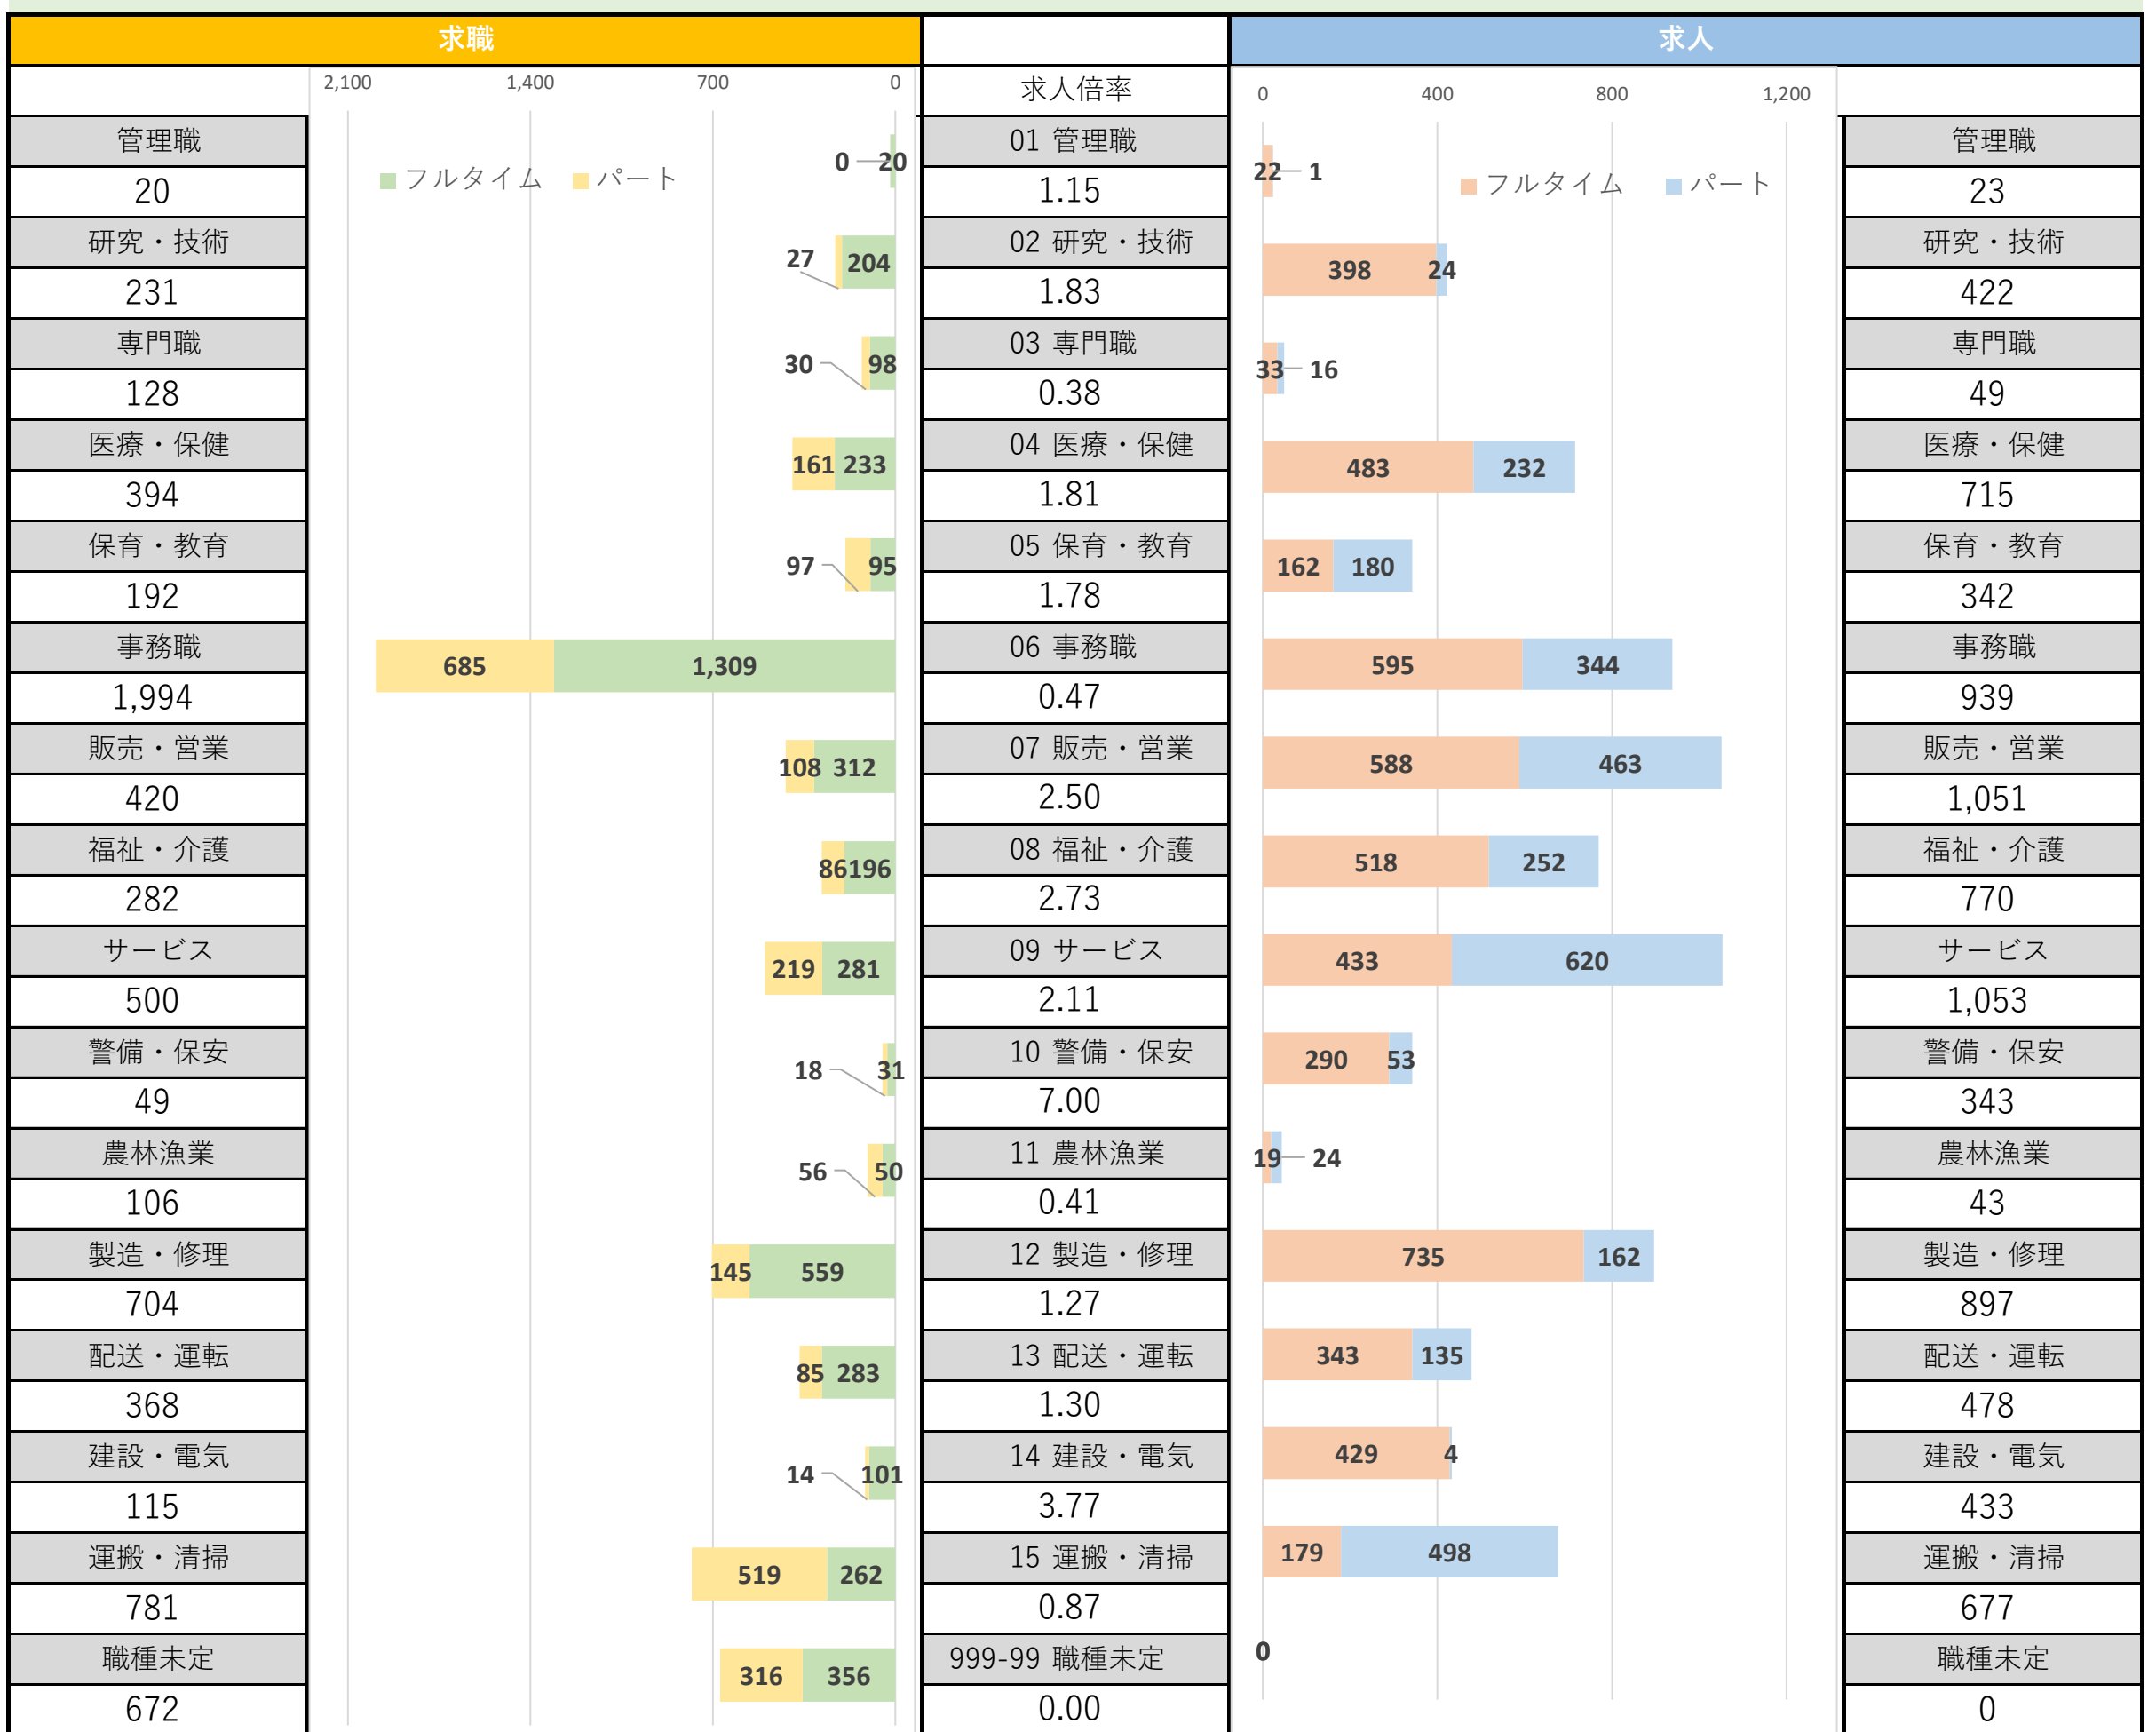 求職 求人
2,100 1,400 700 0 求人倍率 0 400 800 1,200
フルタイム パート フルタイム パート
管理職 0 20 01 管理職 22 1 管理職
20 1.15 23
研究・技術 27 204 02 研究・技術 398 24 研究・技術
231 1.83 422
専門職 30 98 03 専門職 33 16 専門職
128 0.38 49
医療・保健 161 233 04 医療・保健 483 232 医療・保健
394 1.81 715
保育・教育 97 95 05 保育・教育 162 180 保育・教育
192 1.78 342
事務職 685 1,309 06 事務職 595 344 事務職
1,994 0.47 939
販売・営業 108 312 07 販売・営業 588 463 販売・営業
420 2.50 1,051
福祉・介護 86 196 08 福祉・介護 518 252 福祉・介護
282 2.73 770
サービス 219 281 09 サービス 433 620 サービス
500 2.11 1,053
警備・保安 18 31 10 警備・保安 290 53 警備・保安
49 7.00 343
農林漁業 56 50 11 農林漁業 19 24 農林漁業
106 0.41 43
製造・修理 145 559 12 製造・修理 735 162 製造・修理
704 1.27 897
配送・運転 85 283 13 配送・運転 343 135 配送・運転
368 1.30 478
建設・電気 14 101 14 建設・電気 429 4 建設・電気
115 3.77 433
運搬・清掃 519 262 15 運搬・清掃 179 498 運搬・清掃
781 0.87 677
職種未定 316 356 999-99 職種未定 0 職種未定
672 0.00 0